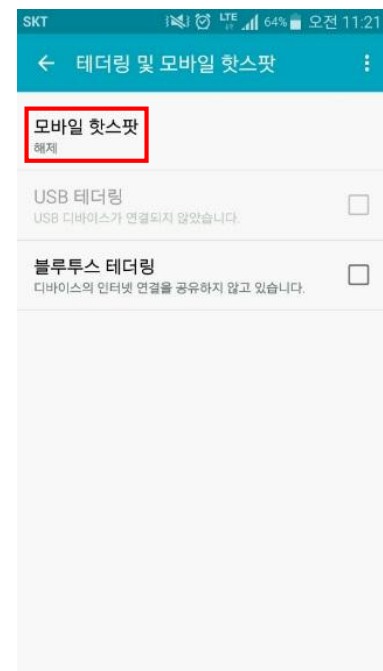 SKT LTE 64% 오전 11:21
테더링 및 모바일 핫스팟
모바일 핫스팟
해제
USB 테더링
USB 디바이스가 연결되지 않았습니다.
블루투스 테더링
디바이스의 인터넷 연결을 공유하지 않고 있습니다.